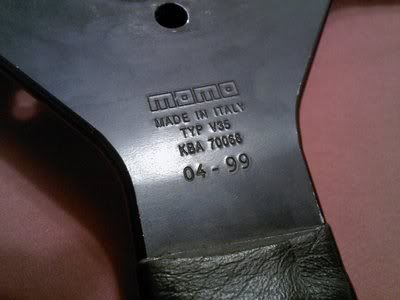 momo
MADE IN ITALY
TYP V35
KBA 70068
04-99